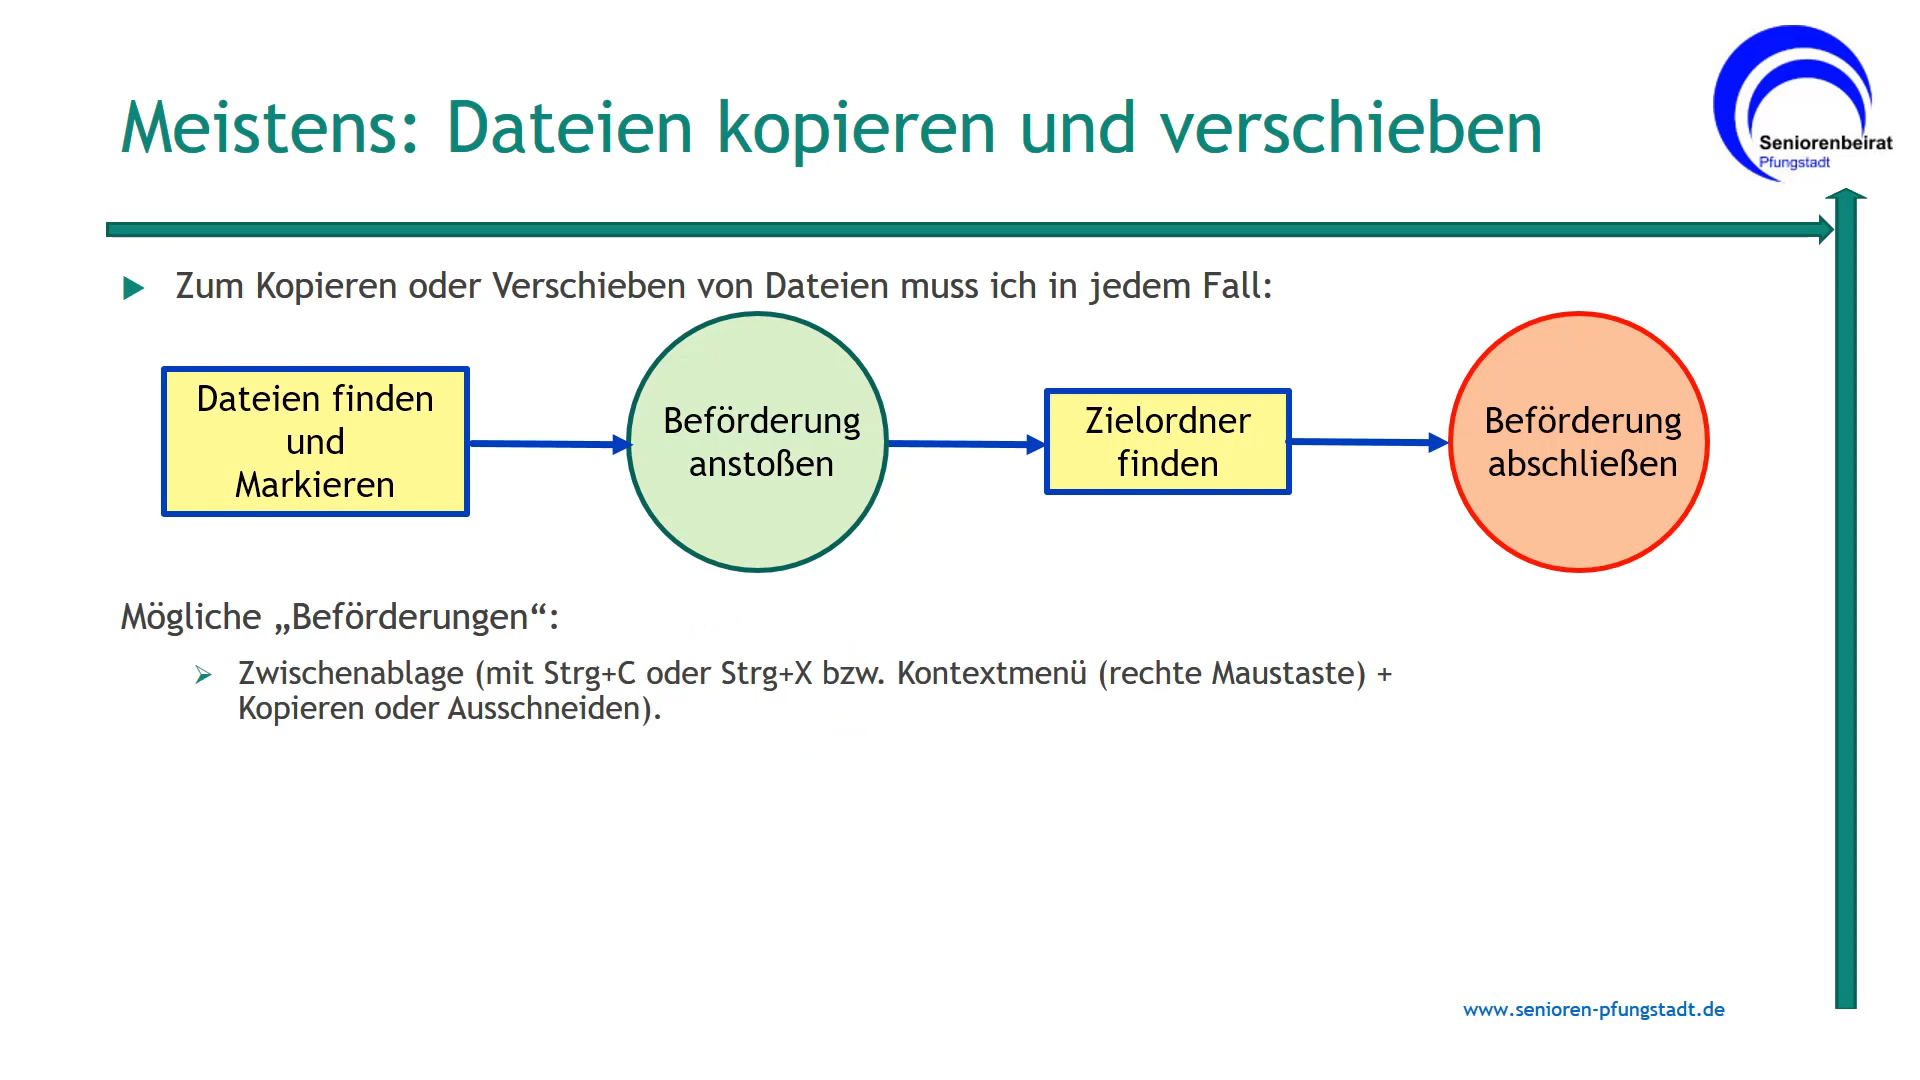 Meistens: Dateien kopieren und verschieben
Seniorenbeirat
Pfungstadt
Zum Kopieren oder Verschieben von Dateien muss ich in jedem Fall:
Dateien finden
und
Markieren
Beförderung
anstoßen
Zielordner
finden
Beförderung
abschließen
Mögliche „Beförderungen“:
Zwischenablage (mit Strg+C oder Strg+X bzw. Kontextmenü (rechte Maustaste) +
Kopieren oder Ausschneiden).
www.senioren-pfungstadt.de